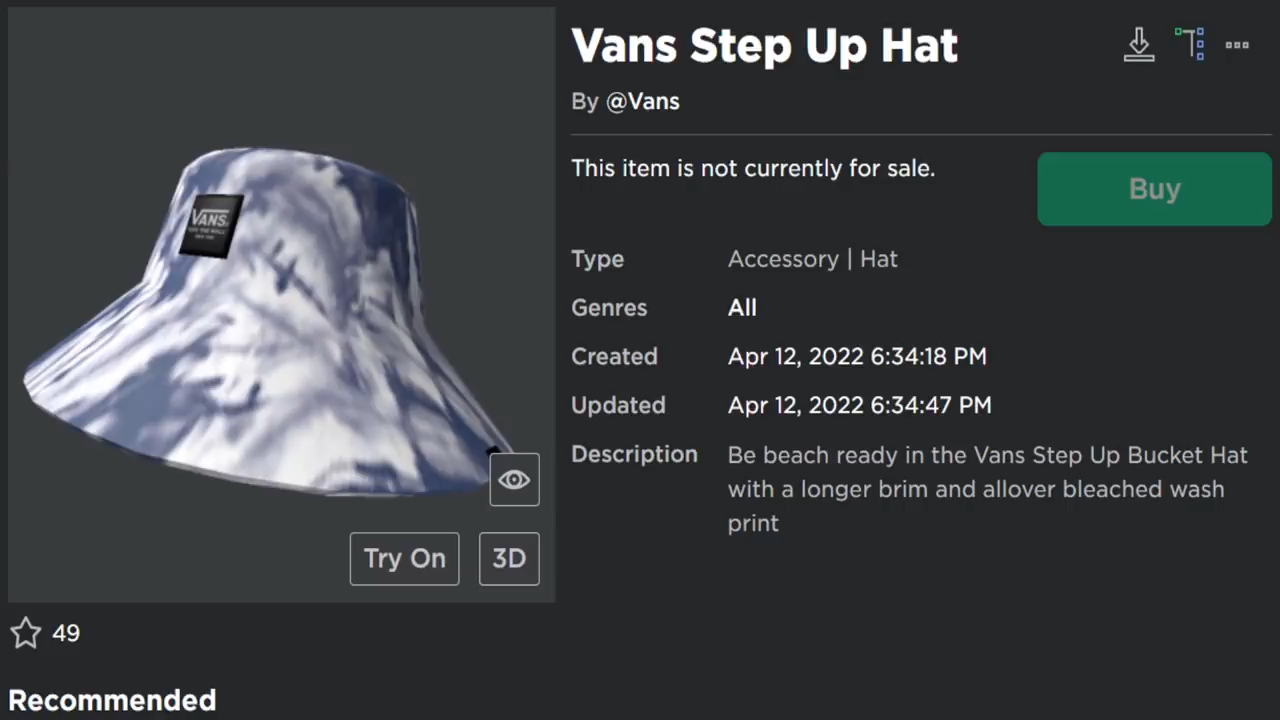 Vans Step Up Hat
By @Vans
This item is not currently for sale.
Buy
Type Accessory | Hat
Genres All
Created Apr 12, 2022 6:34:18 PM
Updated Apr 12, 2022 6:34:47 PM
Description Be beach ready in the Vans Step Up Bucket Hat
with a longer brim and allover bleached wash
print
VANS
"OFF THE WALL"
Try On 3D
49
Recommended